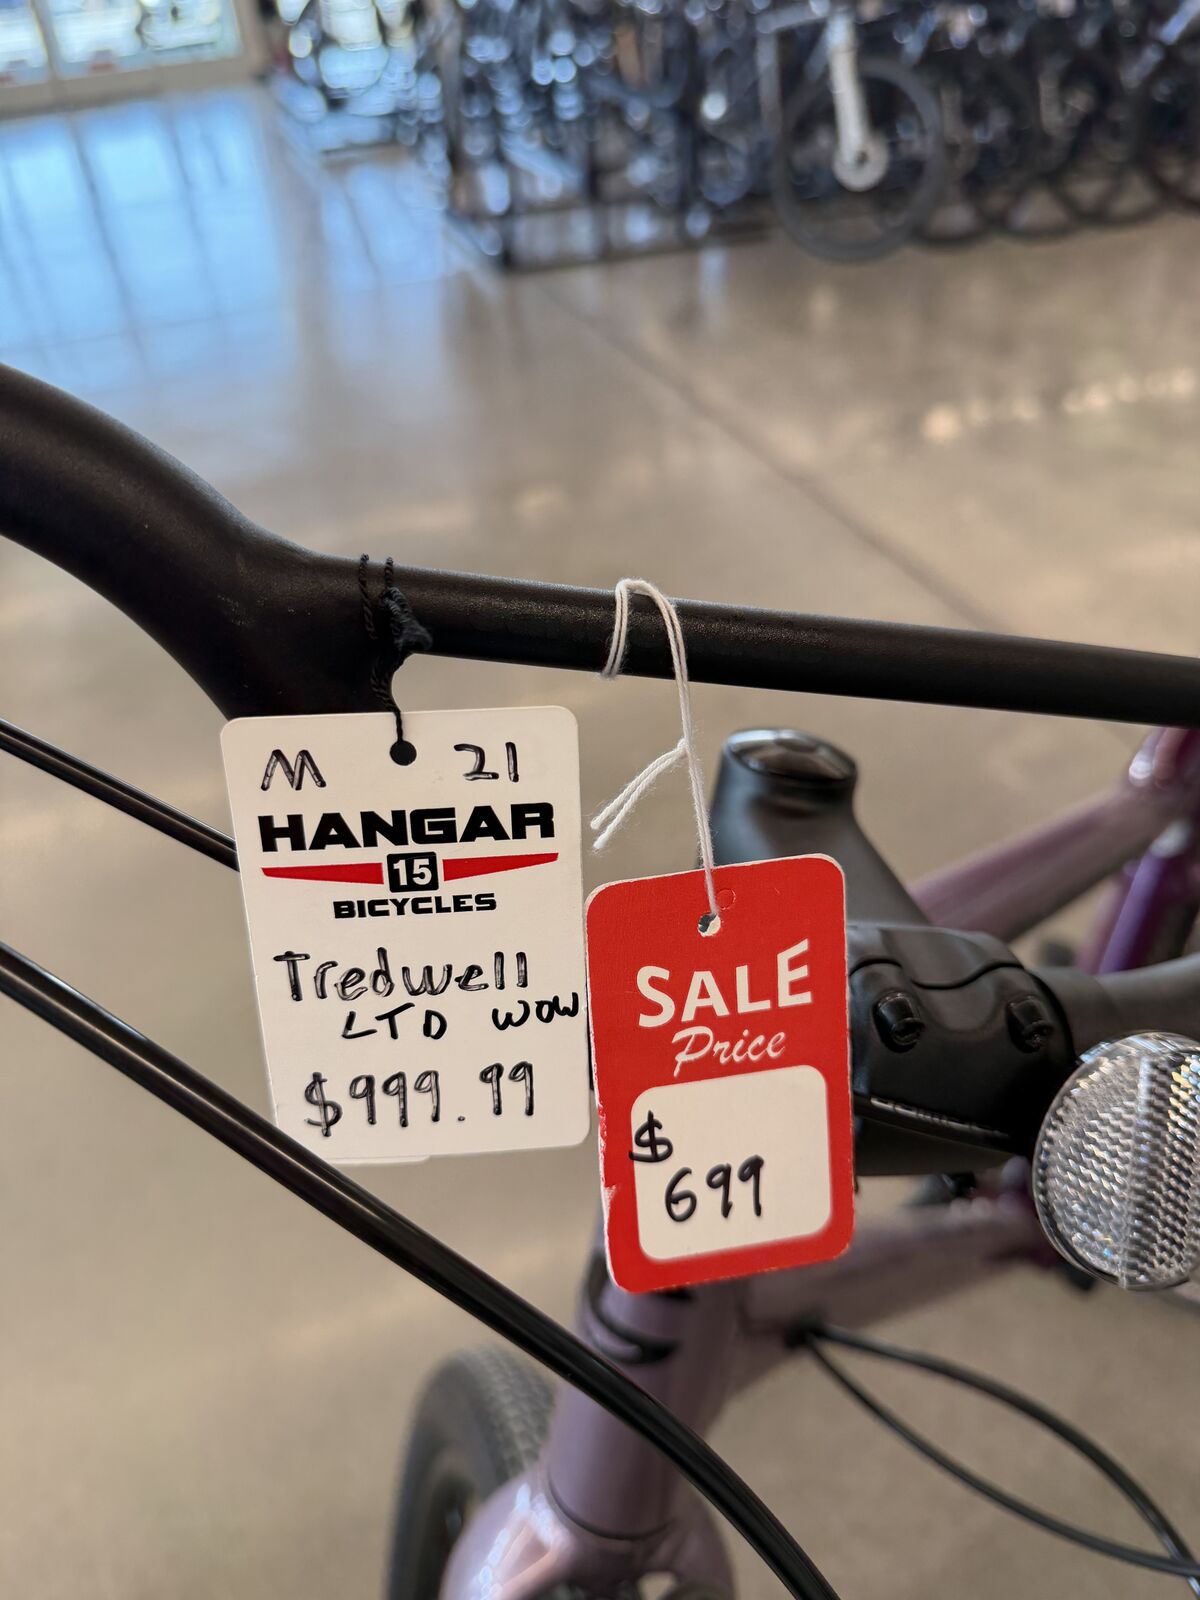 M 21
HANGAR
15
BICYCLES
Tredwell
LTD WOW
$999.99
SALE
Price
$
699